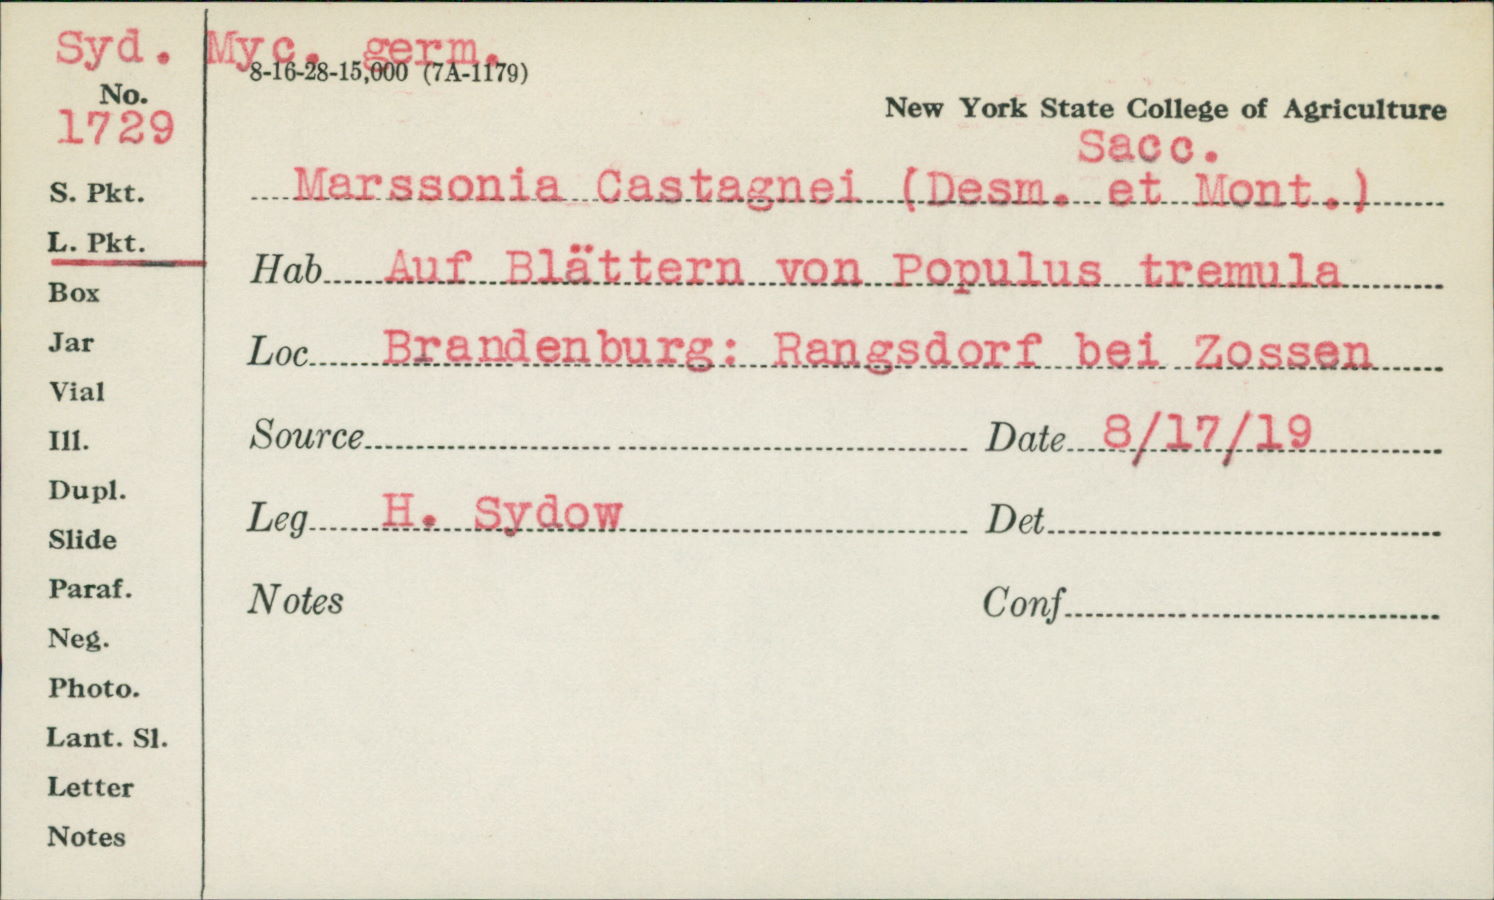 Syd. Myc. germ.
8-16-28-15,000 (7A-1179)
No.
1729
New York State College of Agriculture
Sacc.
Marssonia Castagnei (Desm. et Mont.)
Hab Auf Blättern von Populus tremula
Loc Brandenburg: Rangsdorf bei Zossen
Source
Date 8/17/19
Leg H. Sydow
Det
Notes
Conf
S. Pkt.
L. Pkt.
Box
Jar
Vial
Ill.
Dupl.
Slide
Paraf.
Neg.
Photo.
Lant. Sl.
Letter
Notes